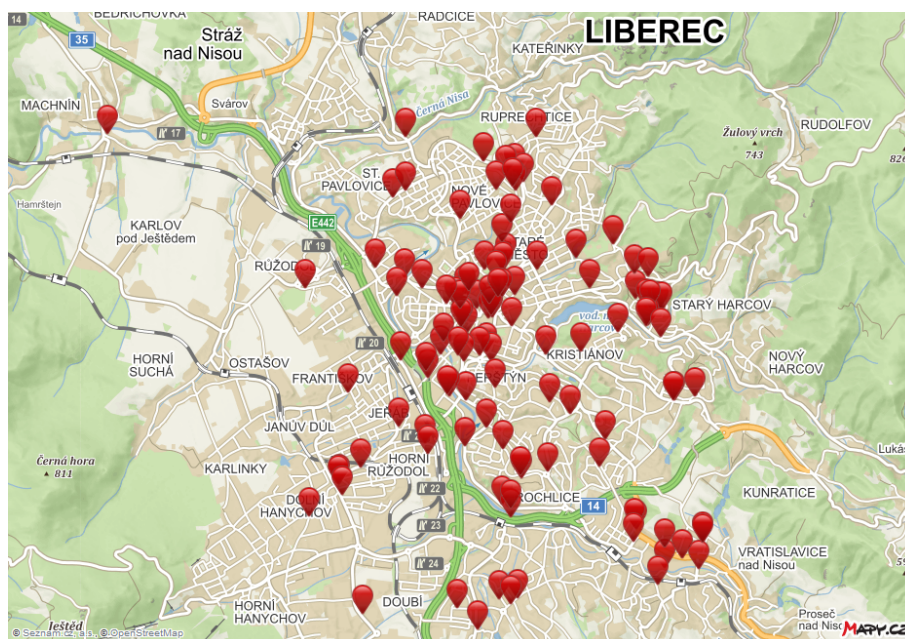 BEDŘICHOVKA
RADČICE
LIBEREC
14
35
Stráž
nad Nisou
KATEŘINKY
MACHNÍN
Svárov
Černá Nisa
RUPRECHTICE
17
Žulový vrch
743
RUDOLFOV
ST.
PAVLOVICE
NOVÉ
PAVLOVICE
Hamrštejn
KARLOV
pod Ještědem
E442
19
RŮŽODOL
STARÝ HARCOV
HORNÍ
SUCHÁ
OSTAŠOV
20
KRISTIÁNOV
NOVÝ
HARCOV
FRANTIŠKOV
JANŮV DŮL
Černá hora
811
KARLINKY
HORNÍ
RŮŽODOL
22
DOLNÍ
HANYCHOV
23
14
KUNRATICE
24
VRATISLAVICE
nad Nisou
DOUBÍ
HORNÍ
HANYCHOV
Ještěd
Proseč
nad Nis
© Seznam.cz, a.s., © OpenStreetMap
MAPY.CZ